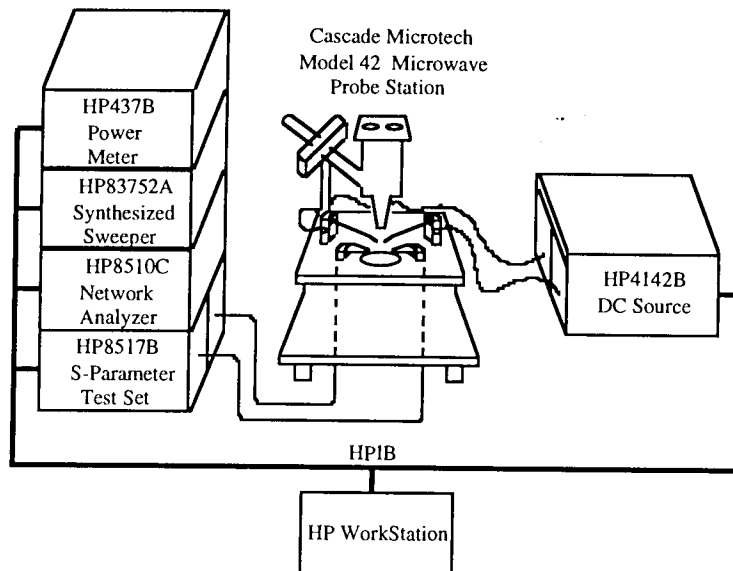 Cascade Microtech
Model 42 Microwave
Probe Station
HP437B
Power
Meter
HP83752A
Synthesized
Sweeper
HP8510C
Network
Analyzer
HP8517B
S-Parameter
Test Set
HP4142B
DC Source
HPIB
HP WorkStation